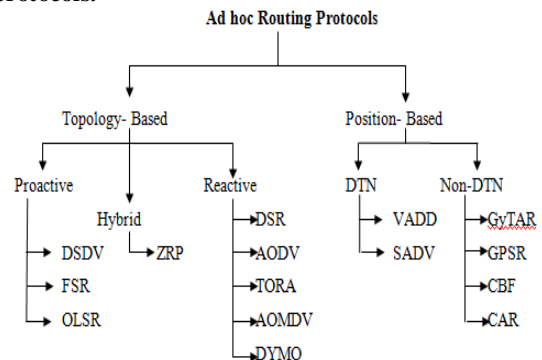 Protocols.
Ad hoc Routing Protocols
Topology- Based Position- Based
Proactive Reactive DTN Non-DTN
Hybrid
DSR VADD GyTAR
DSDV ZRP AODV SADV GPSR
FSR TORA CBF
OLSR AOMDV CAR
DYMO